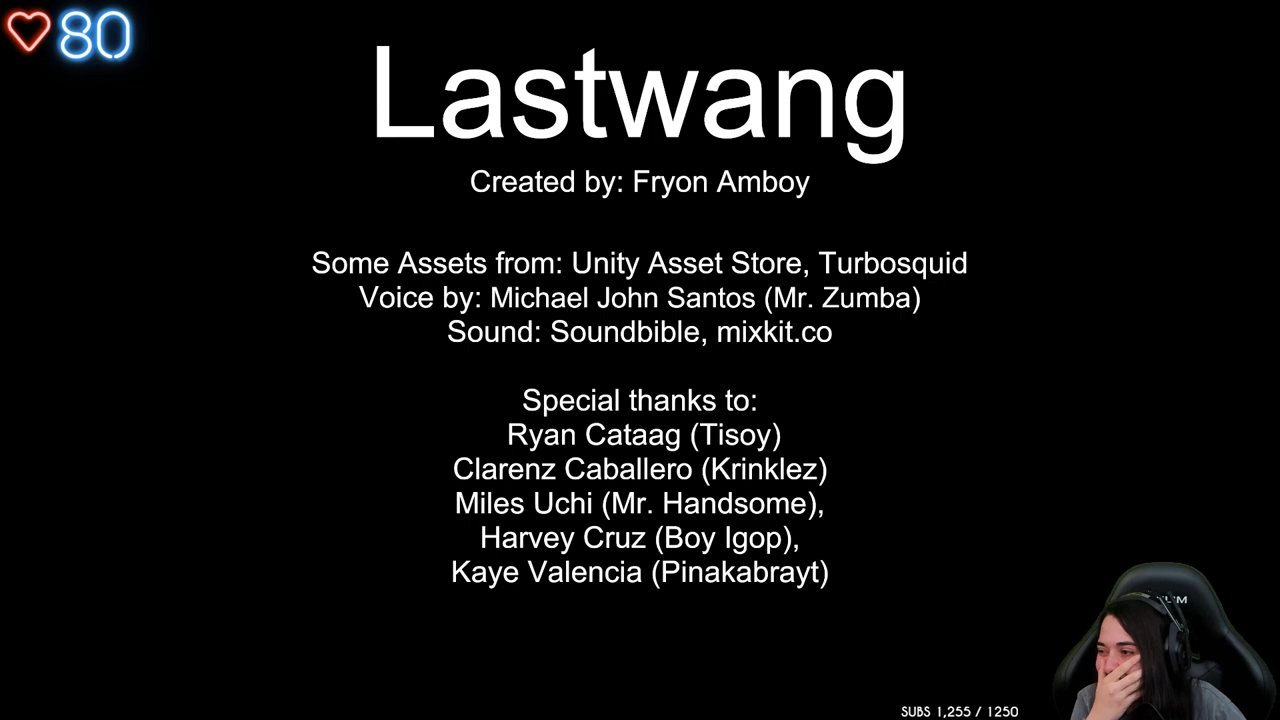 80
Lastwang
Created by: Fryon Amboy
Some Assets from: Unity Asset Store, Turbosquid
Voice by: Michael John Santos (Mr. Zumba)
Sound: Soundbible, mixkit.co
Special thanks to:
Ryan Cataag (Tisoy)
Clarenz Caballero (Krinklez)
Miles Uchi (Mr. Handsome),
Harvey Cruz (Boy Igop),
Kaye Valencia (Pinakabrayt)
SUBS 1,255 / 1250